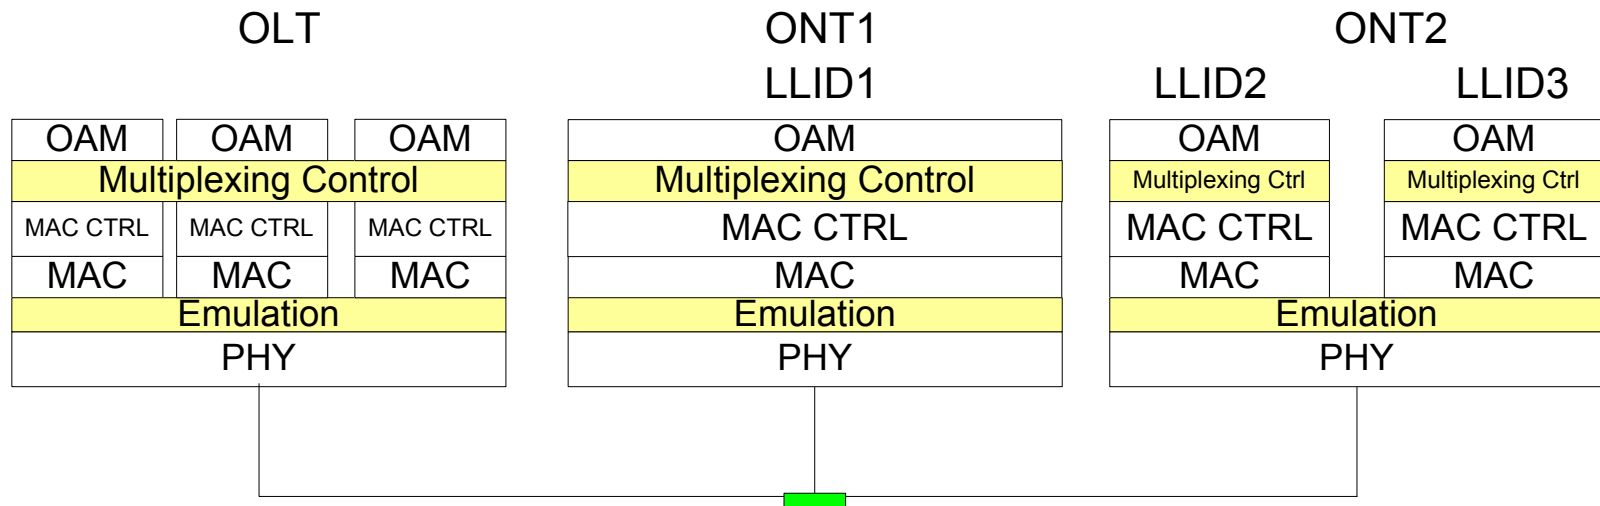 OLT ONT1 ONT2
LLID1 LLID2 LLID3
OAM OAM OAM OAM OAM OAM
Multiplexing Control Multiplexing Control Multiplexing Ctrl Multiplexing Ctrl
MAC CTRL MAC CTRL MAC CTRL MAC CTRL MAC CTRL MAC CTRL
MAC MAC MAC MAC MAC MAC
Emulation Emulation Emulation
PHY PHY PHY